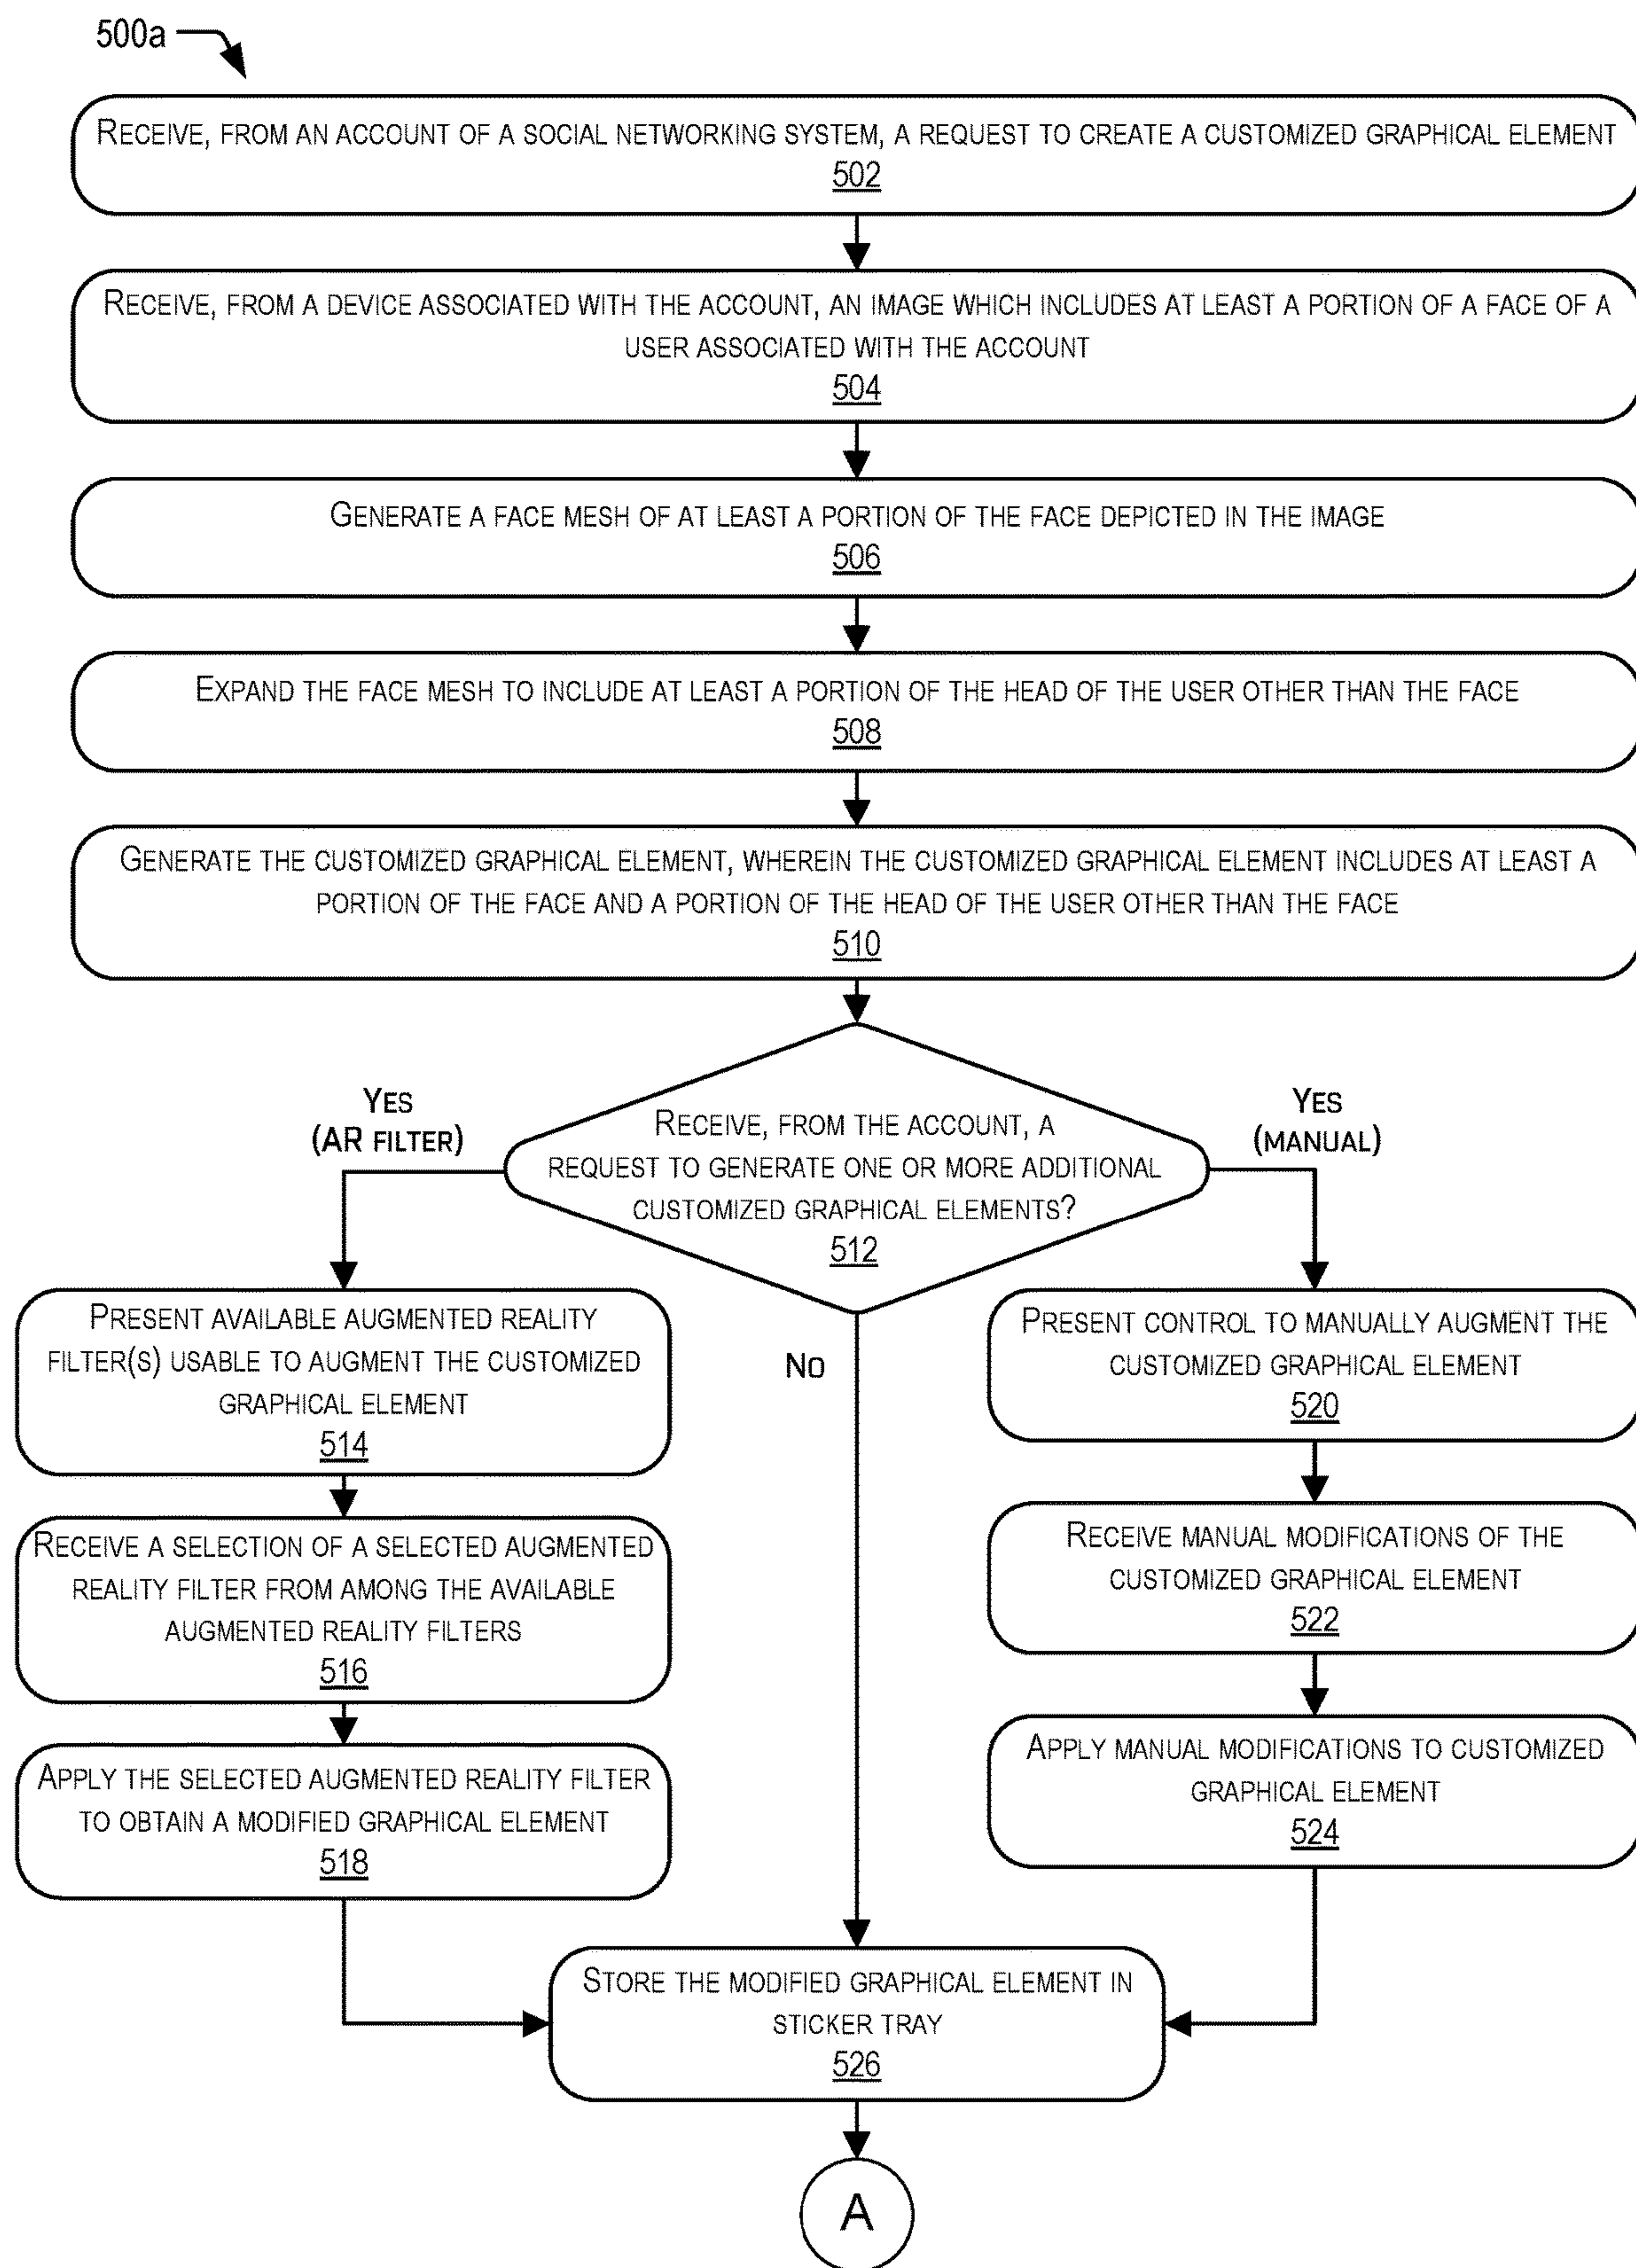 500a
RECEIVE, FROM AN ACCOUNT OF A SOCIAL NETWORKING SYSTEM, A REQUEST TO CREATE A CUSTOMIZED GRAPHICAL ELEMENT
502
RECEIVE, FROM A DEVICE ASSOCIATED WITH THE ACCOUNT, AN IMAGE WHICH INCLUDES AT LEAST A PORTION OF A FACE OF A
USER ASSOCIATED WITH THE ACCOUNT
504
GENERATE A FACE MESH OF AT LEAST A PORTION OF THE FACE DEPICTED IN THE IMAGE
506
EXPAND THE FACE MESH TO INCLUDE AT LEAST A PORTION OF THE HEAD OF THE USER OTHER THAN THE FACE
508
GENERATE THE CUSTOMIZED GRAPHICAL ELEMENT, WHEREIN THE CUSTOMIZED GRAPHICAL ELEMENT INCLUDES AT LEAST A
PORTION OF THE FACE AND A PORTION OF THE HEAD OF THE USER OTHER THAN THE FACE
510
YES
(AR FILTER)
RECEIVE, FROM THE ACCOUNT, A
REQUEST TO GENERATE ONE OR MORE ADDITIONAL
CUSTOMIZED GRAPHICAL ELEMENTS?
512
YES
(MANUAL)
NO
PRESENT AVAILABLE AUGMENTED REALITY
FILTER(S) USABLE TO AUGMENT THE CUSTOMIZED
GRAPHICAL ELEMENT
514
RECEIVE A SELECTION OF A SELECTED AUGMENTED
REALITY FILTER FROM AMONG THE AVAILABLE
AUGMENTED REALITY FILTERS
516
APPLY THE SELECTED AUGMENTED REALITY FILTER
TO OBTAIN A MODIFIED GRAPHICAL ELEMENT
518
PRESENT CONTROL TO MANUALLY AUGMENT THE
CUSTOMIZED GRAPHICAL ELEMENT
520
RECEIVE MANUAL MODIFICATIONS OF THE
CUSTOMIZED GRAPHICAL ELEMENT
522
APPLY MANUAL MODIFICATIONS TO CUSTOMIZED
GRAPHICAL ELEMENT
524
STORE THE MODIFIED GRAPHICAL ELEMENT IN
STICKER TRAY
526
A